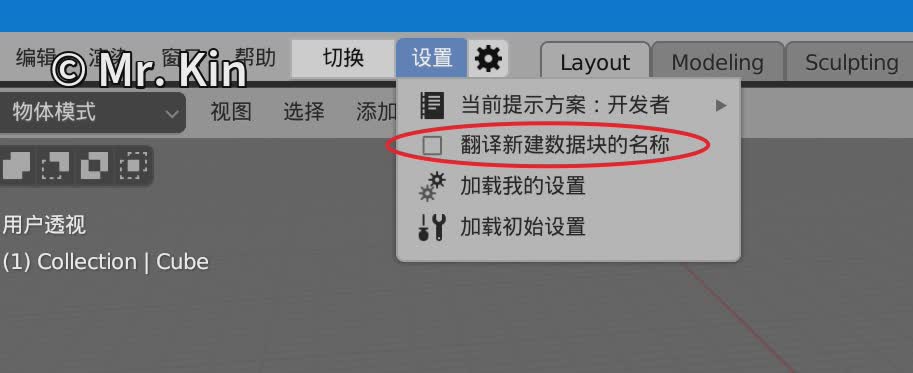 编辑 渲染 窗口 帮助 切换 设置 Layout Modeling Sculpting
© Mr. Kin
物体模式 视图 选择 添加
当前提示方案：开发者
翻译新建数据块的名称
加载我的设置
加载初始设置
用户透视
(1) Collection | Cube